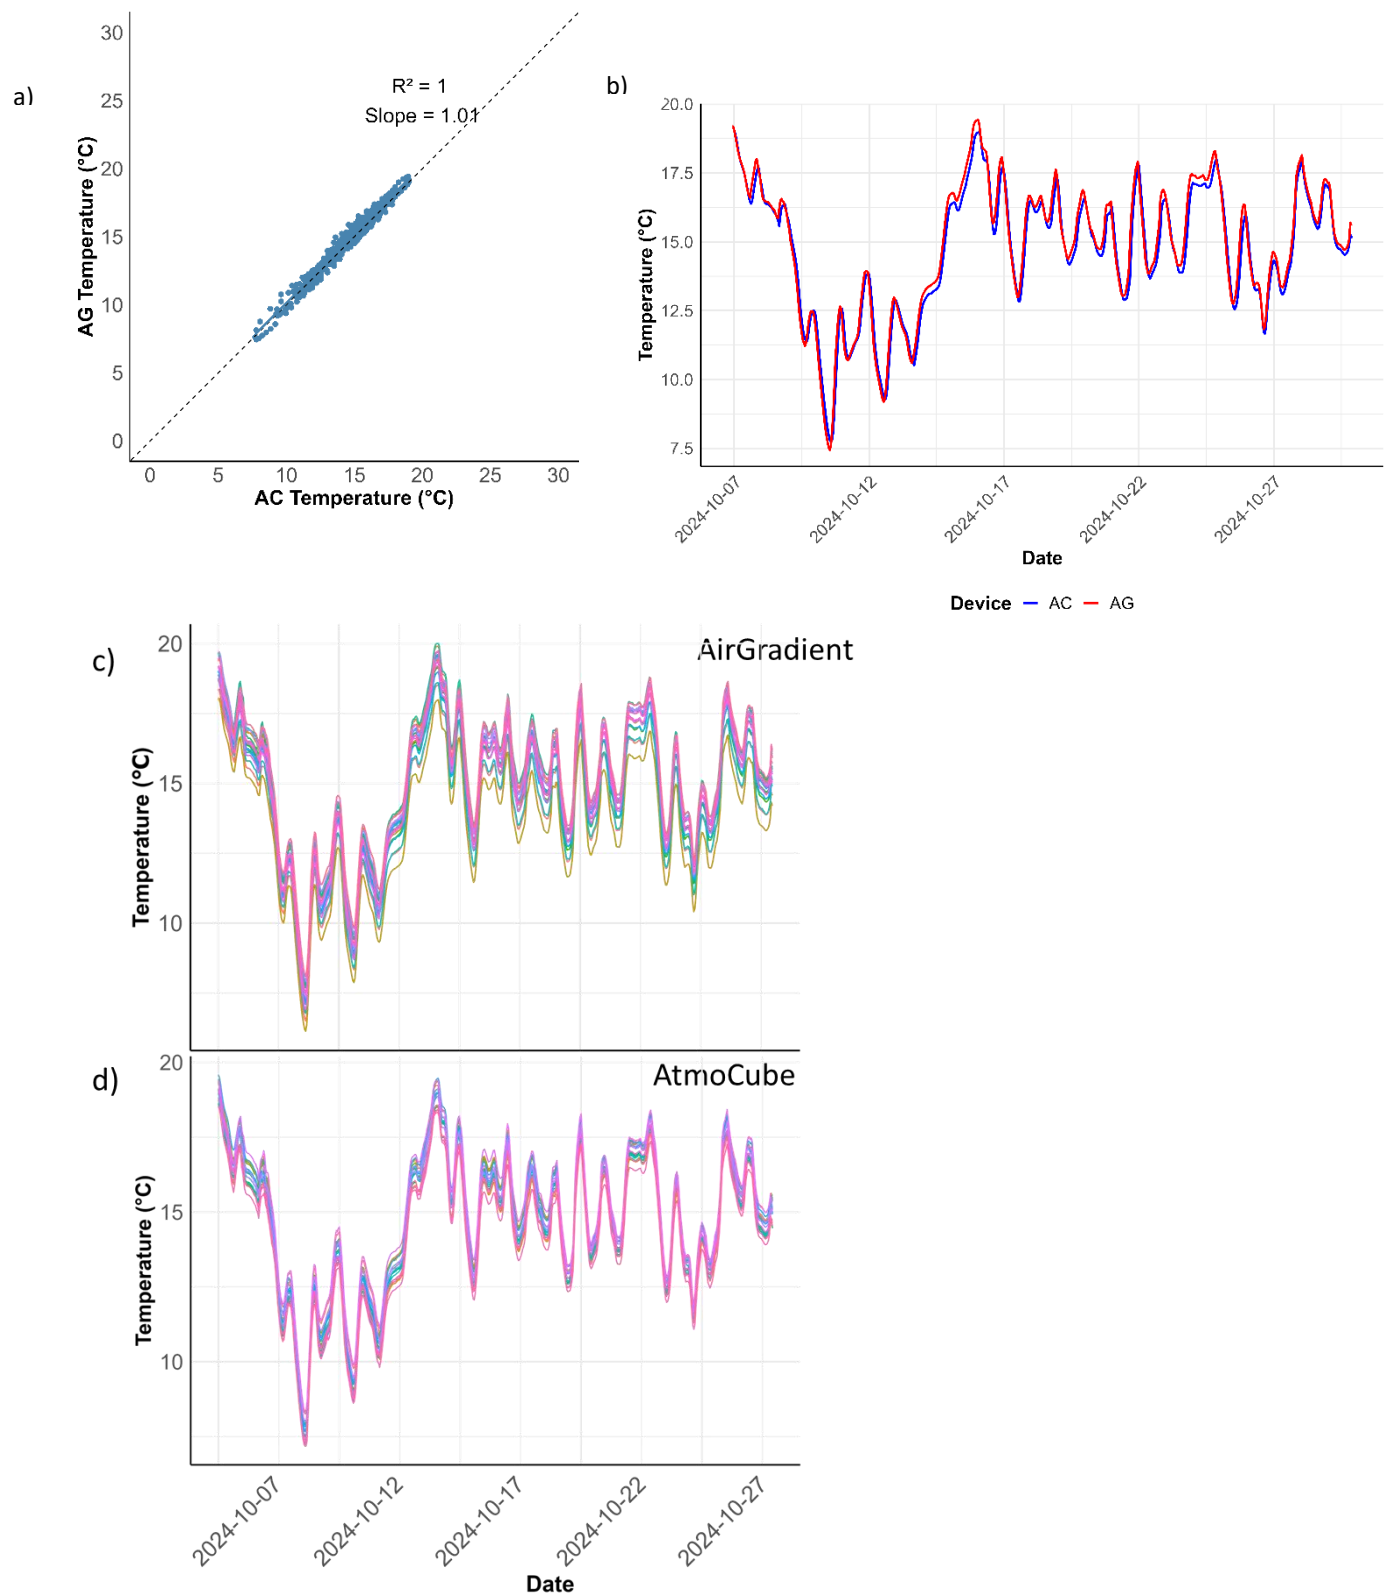 a)
30
25
20
15
10
5
0
AG Temperature (°C)
R² = 1
Slope = 1.01
0 5 10 15 20 25 30
AC Temperature (°C)
b)
20.0
17.5
15.0
12.5
10.0
7.5
Temperature (°C)
2024-10-07 2024-10-12 2024-10-17 2024-10-22 2024-10-27
Date
Device AC AG
c)
AirGradient
20
15
10
Temperature (°C)
d)
AtmoCube
20
15
10
Temperature (°C)
2024-10-07 2024-10-12 2024-10-17 2024-10-22 2024-10-27
Date